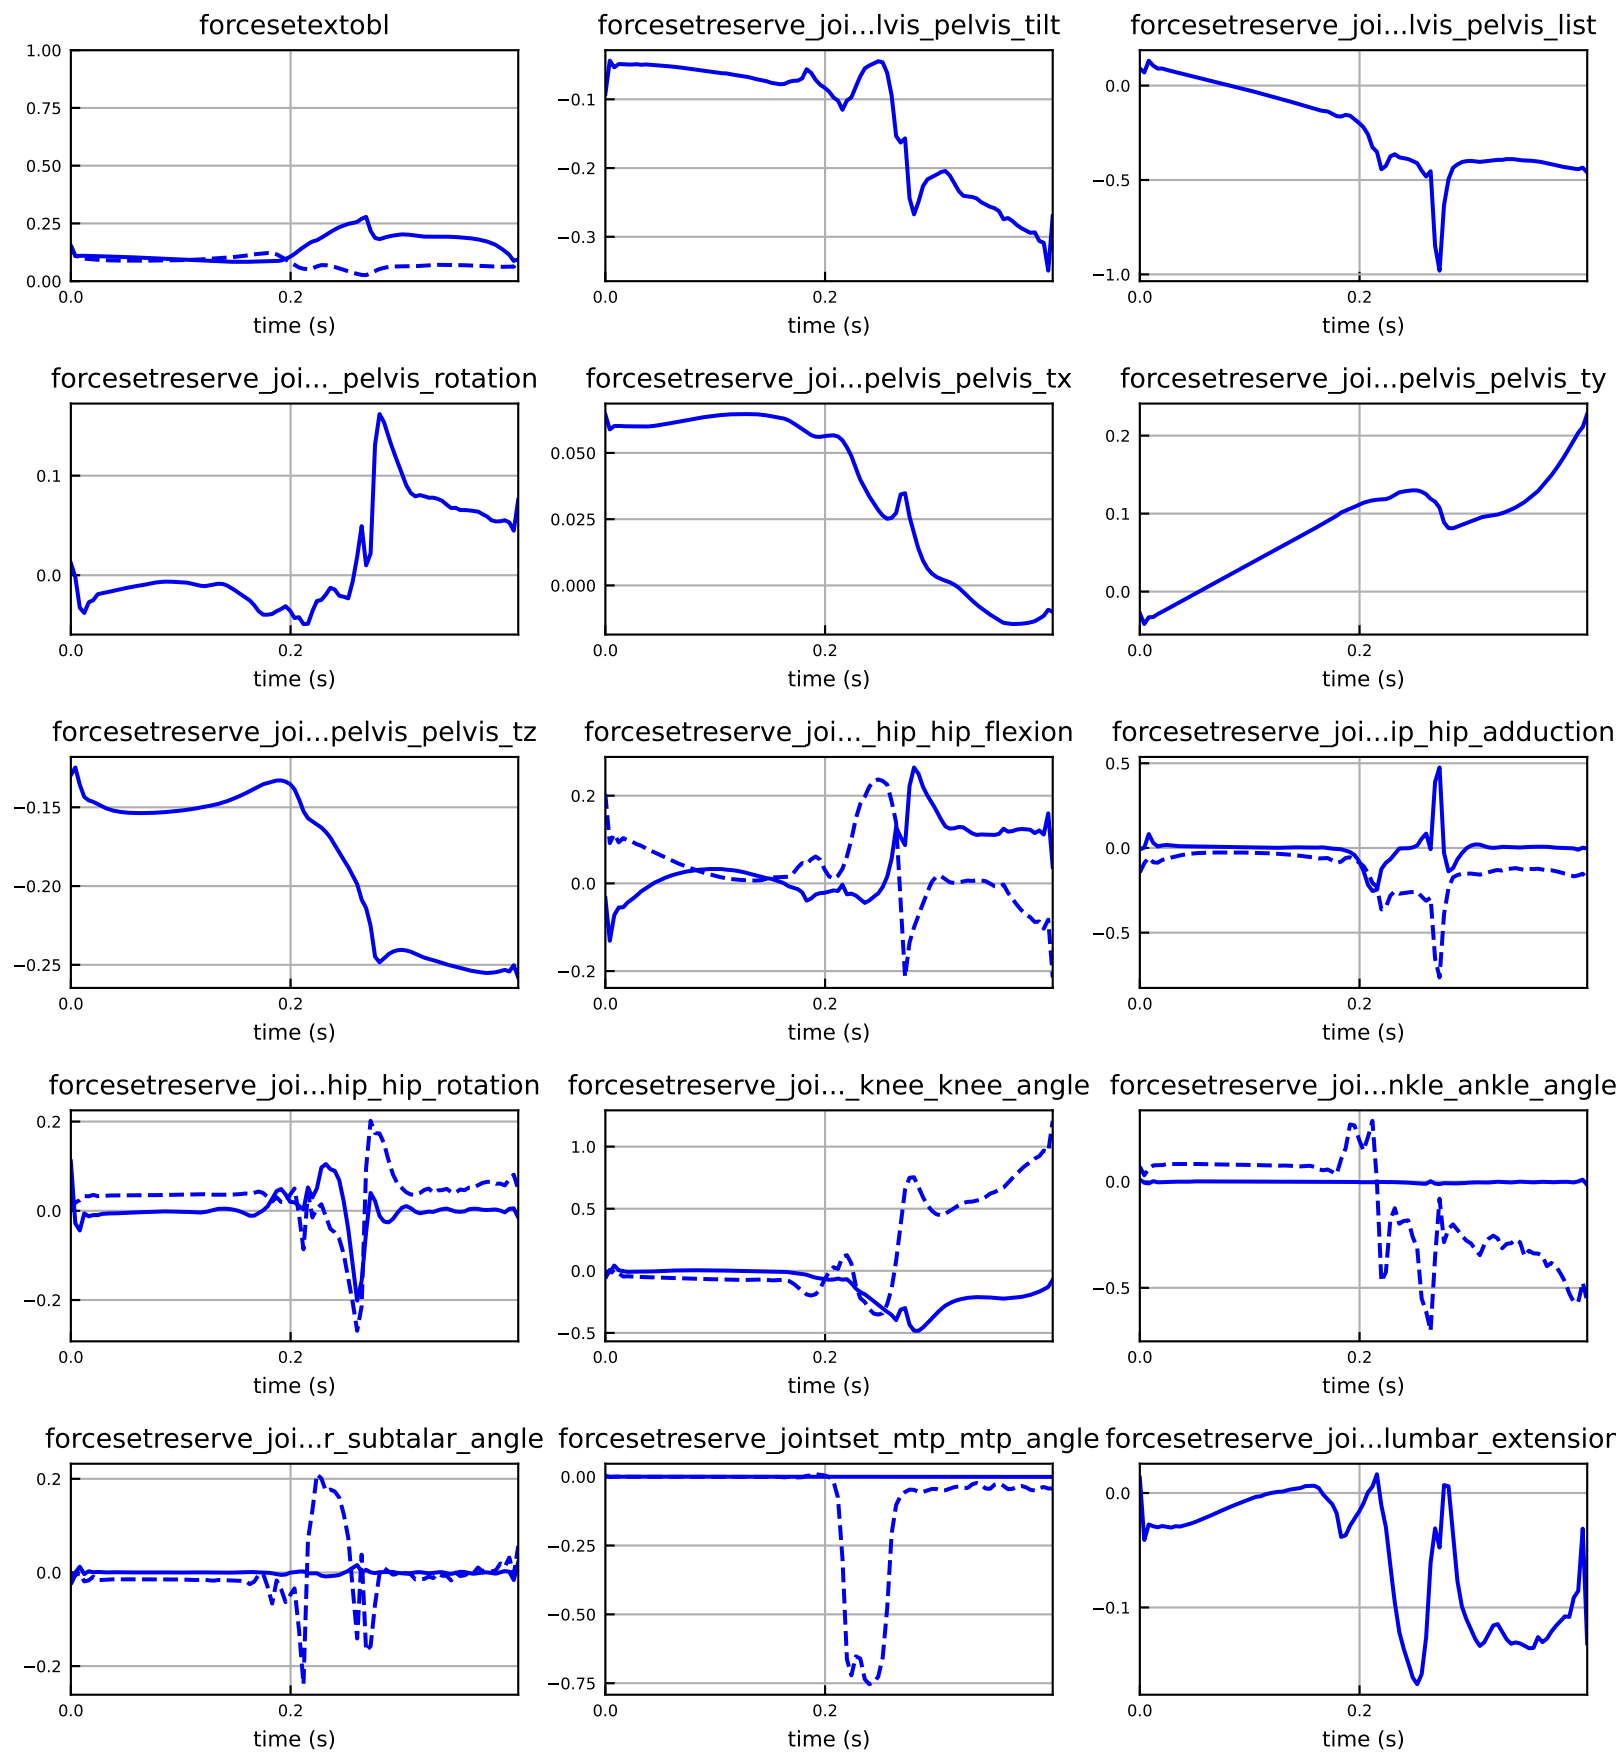 forcesetextobl
forcesetreserve_joi...lvis_pelvis_tilt
forcesetreserve_joi...lvis_pelvis_list
1.00
0.75
0.50
0.25
0.00
0.0
0.2
time (s)
−0.1
−0.2
−0.3
0.0
0.2
time (s)
0.0
−0.5
−1.0
0.0
0.2
time (s)
forcesetreserve_joi..._pelvis_rotation
forcesetreserve_joi...pelvis_pelvis_tx
forcesetreserve_joi...pelvis_pelvis_ty
0.1
0.0
0.0
0.2
time (s)
0.050
0.025
0.000
0.0
0.2
time (s)
0.2
0.1
0.0
0.0
0.2
time (s)
forcesetreserve_joi...pelvis_pelvis_tz
forcesetreserve_joi..._hip_hip_flexion
forcesetreserve_joi...ip_hip_adduction
−0.15
−0.20
−0.25
0.0
0.2
time (s)
0.2
0.0
−0.2
0.0
0.2
time (s)
0.5
0.0
−0.5
0.0
0.2
time (s)
forcesetreserve_joi...hip_hip_rotation
forcesetreserve_joi..._knee_knee_angle
forcesetreserve_joi...nkle_ankle_angle
0.2
0.0
−0.2
0.0
0.2
time (s)
1.0
0.5
0.0
−0.5
0.0
0.2
time (s)
0.0
−0.5
0.0
0.2
time (s)
forcesetreserve_joi...r_subtalar_angle
forcesetreserve_jointset_mtp_mtp_angle
forcesetreserve_joi...lumbar_extension
0.2
0.0
−0.2
0.0
0.2
time (s)
0.00
−0.25
−0.50
−0.75
0.0
0.2
time (s)
0.0
−0.1
0.0
0.2
time (s)